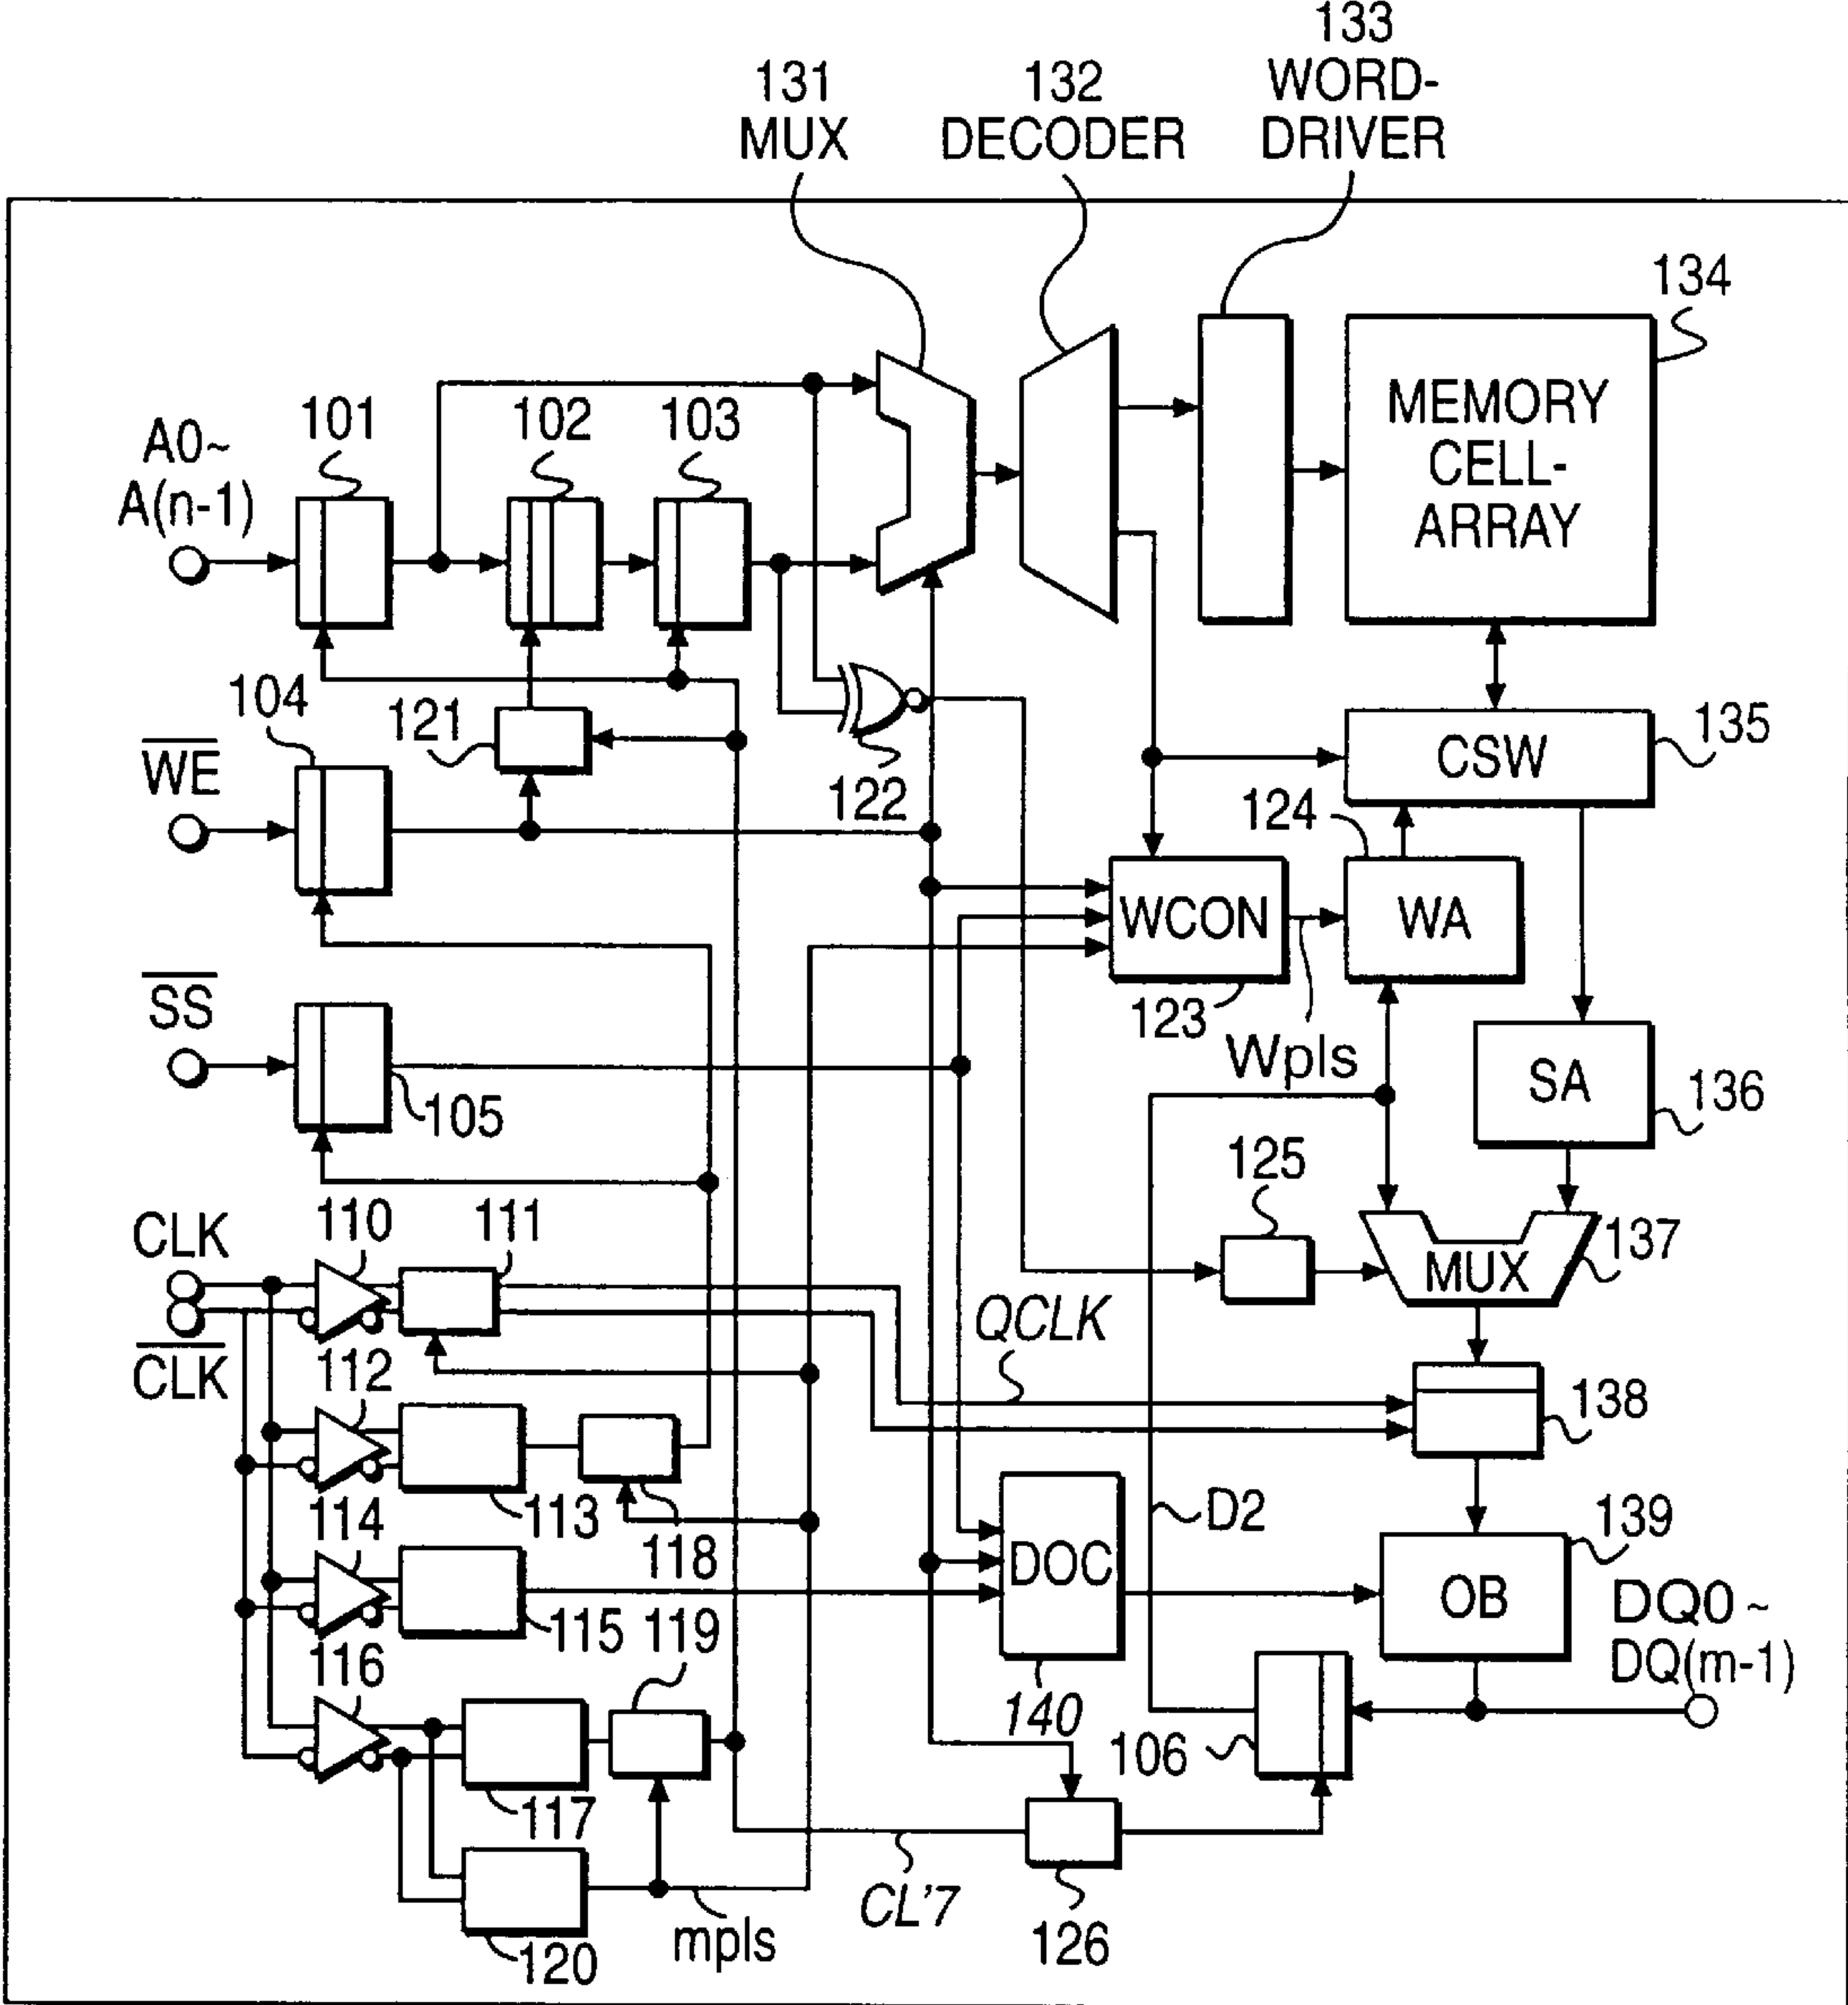 133
131
132
WORD-
MUX
DECODER
DRIVER
134
MEMORY
CELL-
ARRAY
A0~
A(n-1)
101
102
103
104
121
WE
122
135
CSW
124
WCON
WA
123
Wpls
SS
105
SA
136
125
CLK
CLK
110
111
MUX
137
QCLK
112
138
113
118
114
D2
DOC
139
OB
115
119
DQ0~
DQ(m-1)
116
140
106
117
CL'7
126
mpls
120